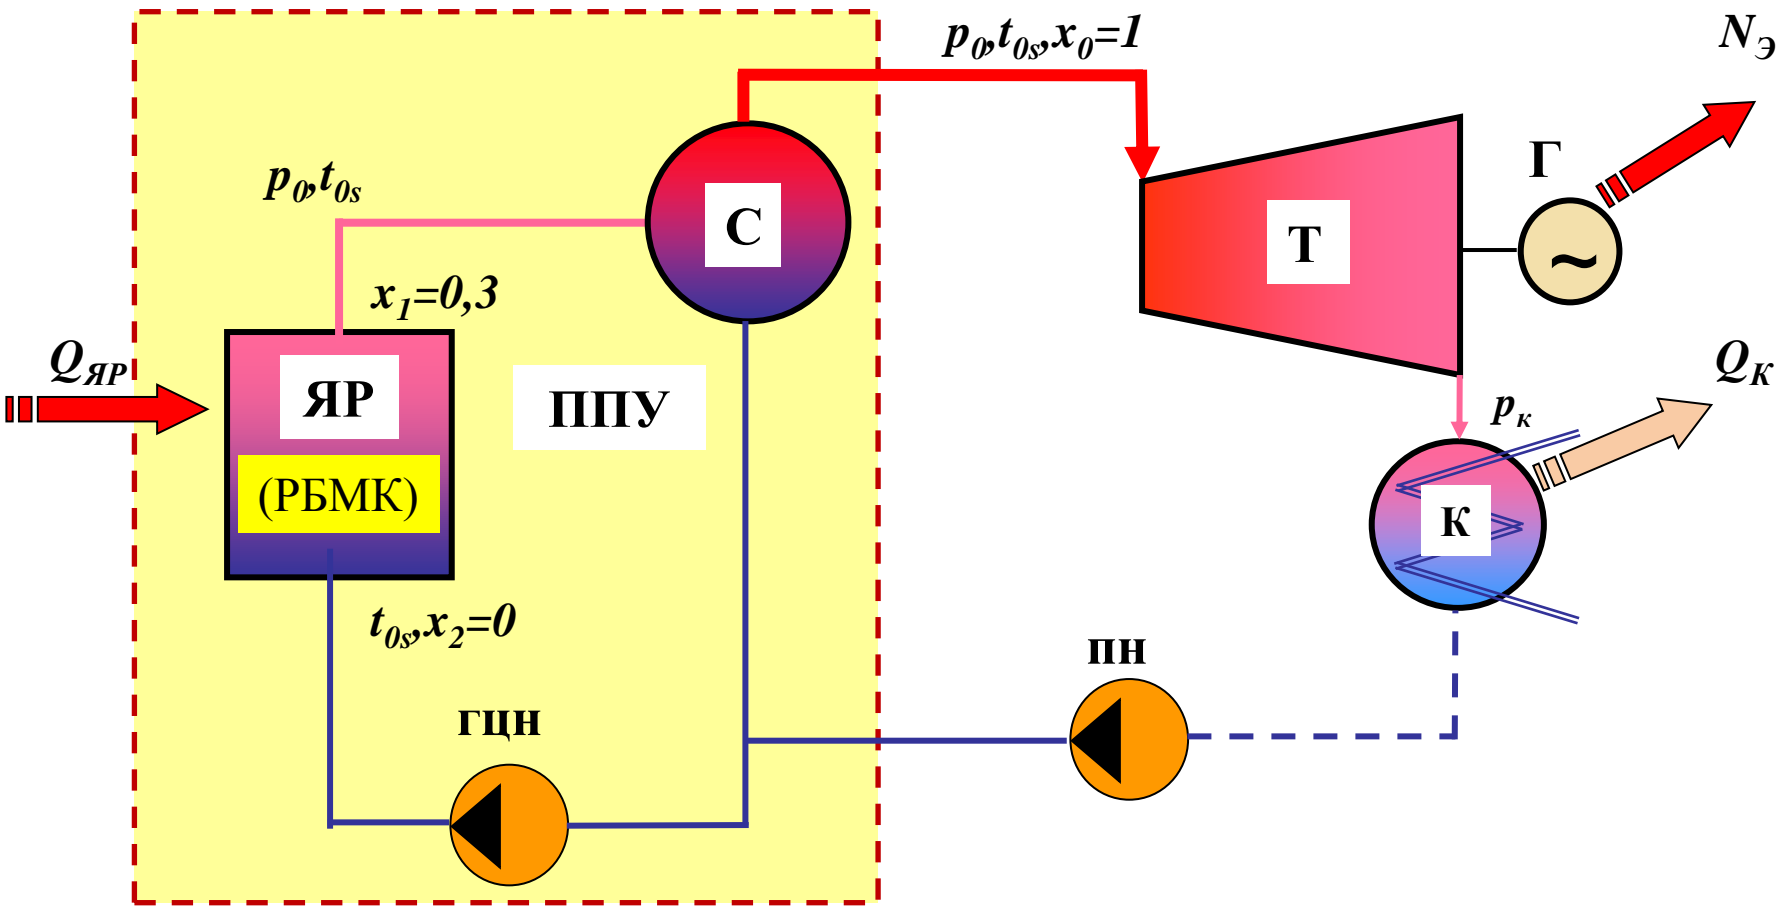 p₀,t₀ₛ,x₀=1
Nэ
Г
p₀,t₀ₛ
С
Т
x₁=0,3
QЯР
QК
ЯР
ППУ
pк
(РБМК)
К
~
t₀ₛ,x₂=0
пн
гцн